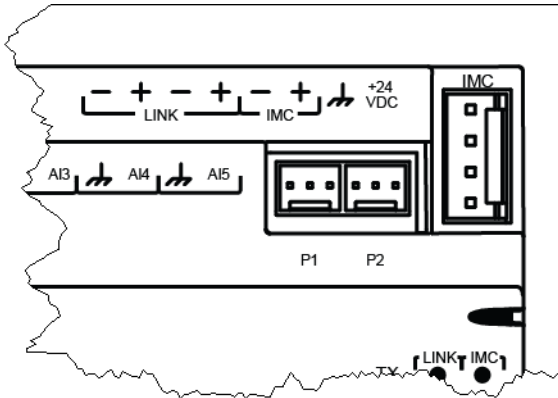 − + − + − + +24 VDC
LINK IMC
IMC
AI3 AI4 AI5
P1 P2
LINK IMC